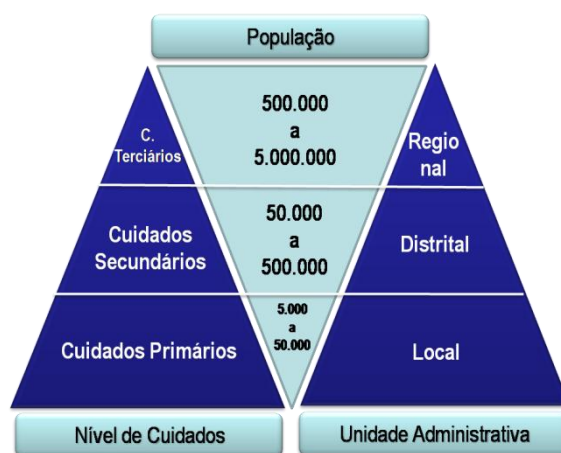 População
C.
Terciários
500.000
a
5.000.000
Regio
nal
Cuidados
Secundários
50.000
a
500.000
Distrital
Cuidados Primários
5.000
a
50.000
Local
Nível de Cuidados
Unidade Administrativa